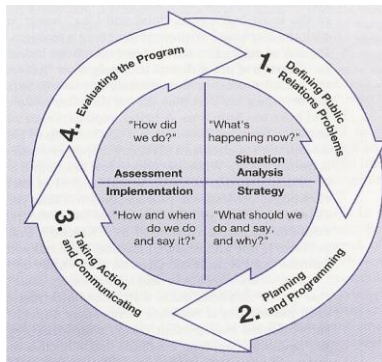 1. Defining Public
Relations Problems
"What's
happening now?"
Situation
Analysis
2. Planning
and Programming
Strategy
"What should we
do and say,
and why?"
3. Taking Action
and Communicating
Implementation
"How and when
do we do
and say it?"
4. Evaluating the Program
"How did
we do?"
Assessment